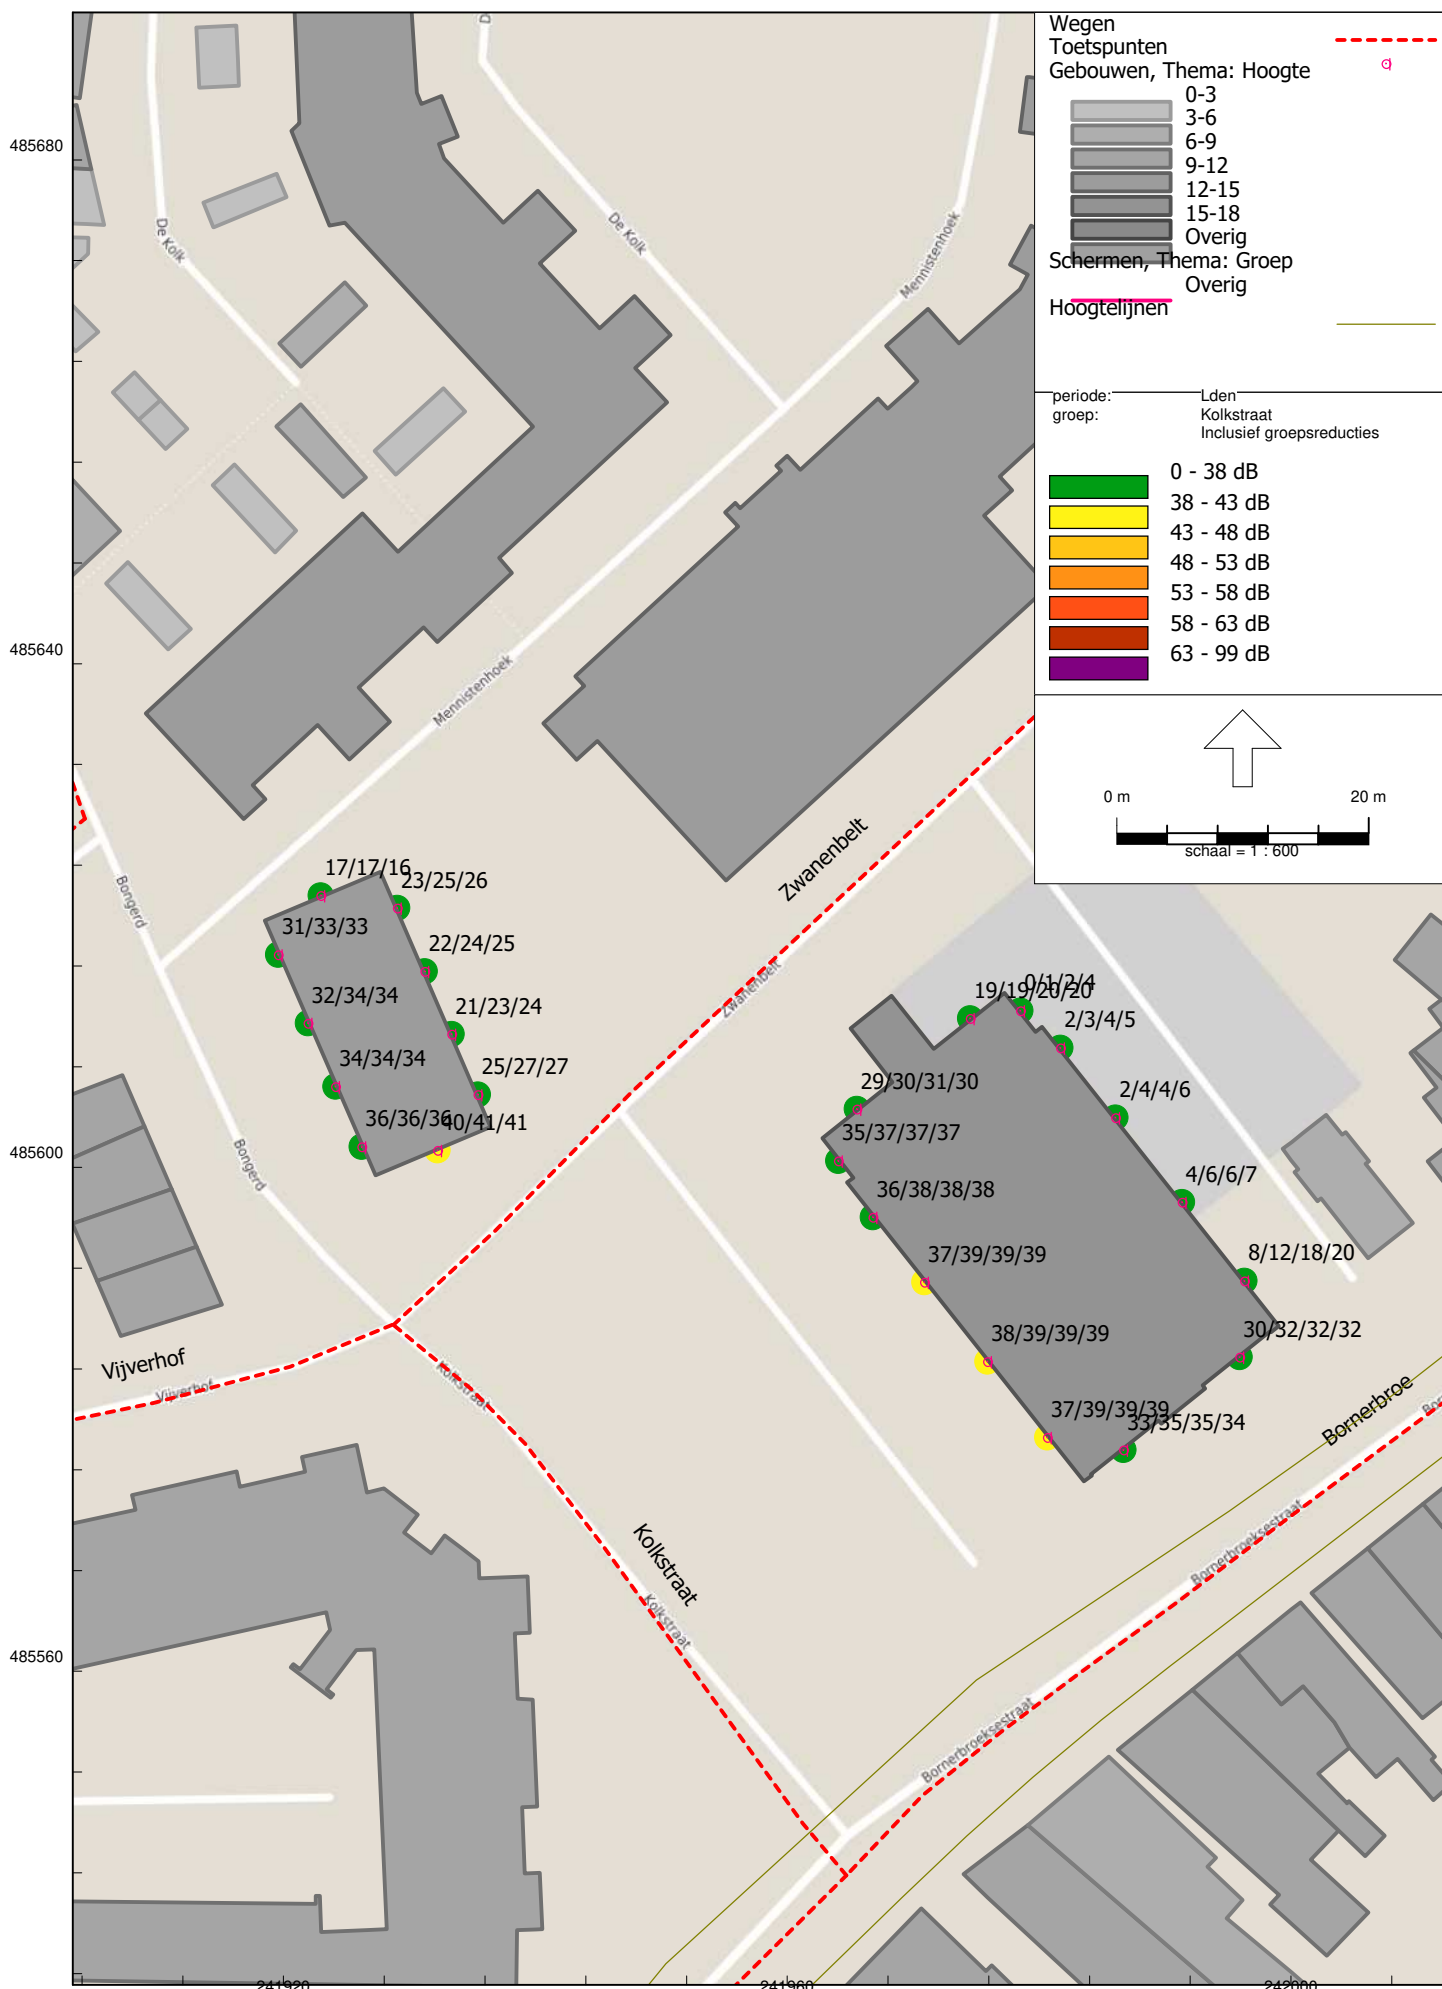 Wegen
Toetspunten
Gebouwen, Thema: Hoogte
0-3
3-6
6-9
9-12
12-15
15-18
Overig
Schermen, Thema: Groep
Overig
Hoogtelijnen
periode: Lden
groep: Kolkstraat
Inclusief groepsreducties
0 - 38 dB
38 - 43 dB
43 - 48 dB
48 - 53 dB
53 - 58 dB
58 - 63 dB
63 - 99 dB
0 m 20 m
schaal = 1 : 600
485680
485640
485600
485560
241920
241960
242000
De Kolk
De Kolk
Mennistenhoek
Mennistenhoek
Bongerd
Bongerd
Zwanenbelt
Zwanenbelt
Vijverhof
Vijverhof
Kolkstraat
Kolkstraat
Kolkstraat
Bornerbroe
Bornerbroeksestraat
Bornerbroeksestraat
17/17/16
23/25/26
31/33/33
22/24/25
32/34/34
21/23/24
34/34/34
25/27/27
36/36/36
40/41/41
19/19/20/20
0/1/2/4
2/3/4/5
29/30/31/30
2/4/4/6
35/37/37/37
36/38/38/38
4/6/6/7
37/39/39/39
8/12/18/20
38/39/39/39
30/32/32/32
37/39/39/39
33/35/35/34